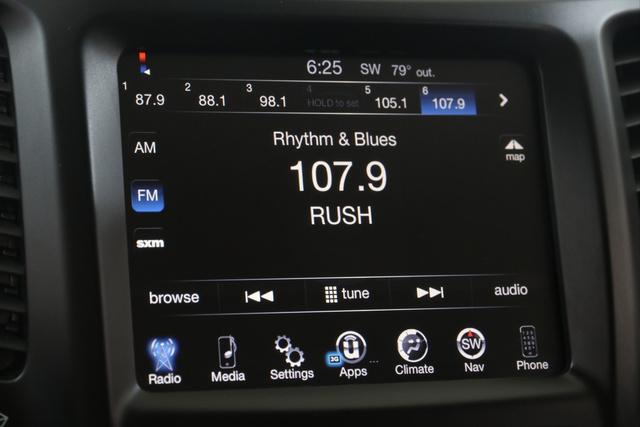 6:25 SW 79° out.
1 87.9 2 88.1 3 98.1 4 HOLD to set 5 105.1 6 107.9
AM
Rhythm & Blues
map
FM
107.9
sxm
RUSH
browse tune audio
Radio Media Settings 3G u Apps ... Climate SW Nav Phone